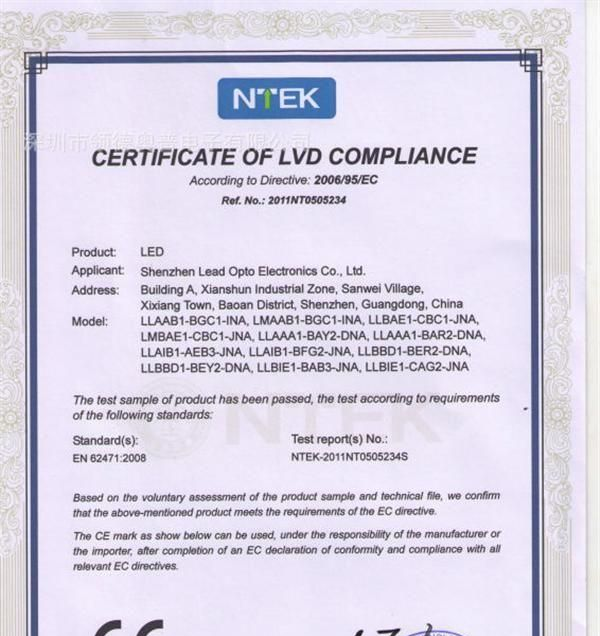 NTEK
深圳市领德奥普电子有限公司
CERTIFICATE OF LVD COMPLIANCE
According to Directive: 2006/95/EC
Ref. No.: 2011NT0505234
Product: LED
Applicant: Shenzhen Lead Opto Electronics Co., Ltd.
Address: Building A, Xianshun Industrial Zone, Sanwei Village,
Xixiang Town, Baoan District, Shenzhen, Guangdong, China
Model: LLAAB1-BGC1-INA, LMAAB1-BGC1-INA, LLBAE1-CBC1-JNA,
LMBAE1-CBC1-JNA, LLAAA1-BAY2-DNA, LLAAA1-BAR2-DNA,
LLAIB1-AEB3-JNA, LLAIB1-BFG2-JNA, LLBBD1-BER2-DNA,
LLBBD1-BEY2-DNA, LLBIE1-BAB3-JNA, LLBIE1-CAG2-JNA
The test sample of product has been passed, the test according to requirements
of the following standards:
NTEK
Standard(s): Test report(s) No.:
EN 62471:2008 NTEK-2011NT0505234S
Based on the voluntary assessment of the product sample and technical file, we confirm
that the above-mentioned product meets the requirements of the EC directive.
The CE mark as show below can be used, under the responsibility of the manufacturer or
the importer, after completion of an EC declaration of conformity and compliance with all
relevant EC directives.
CE